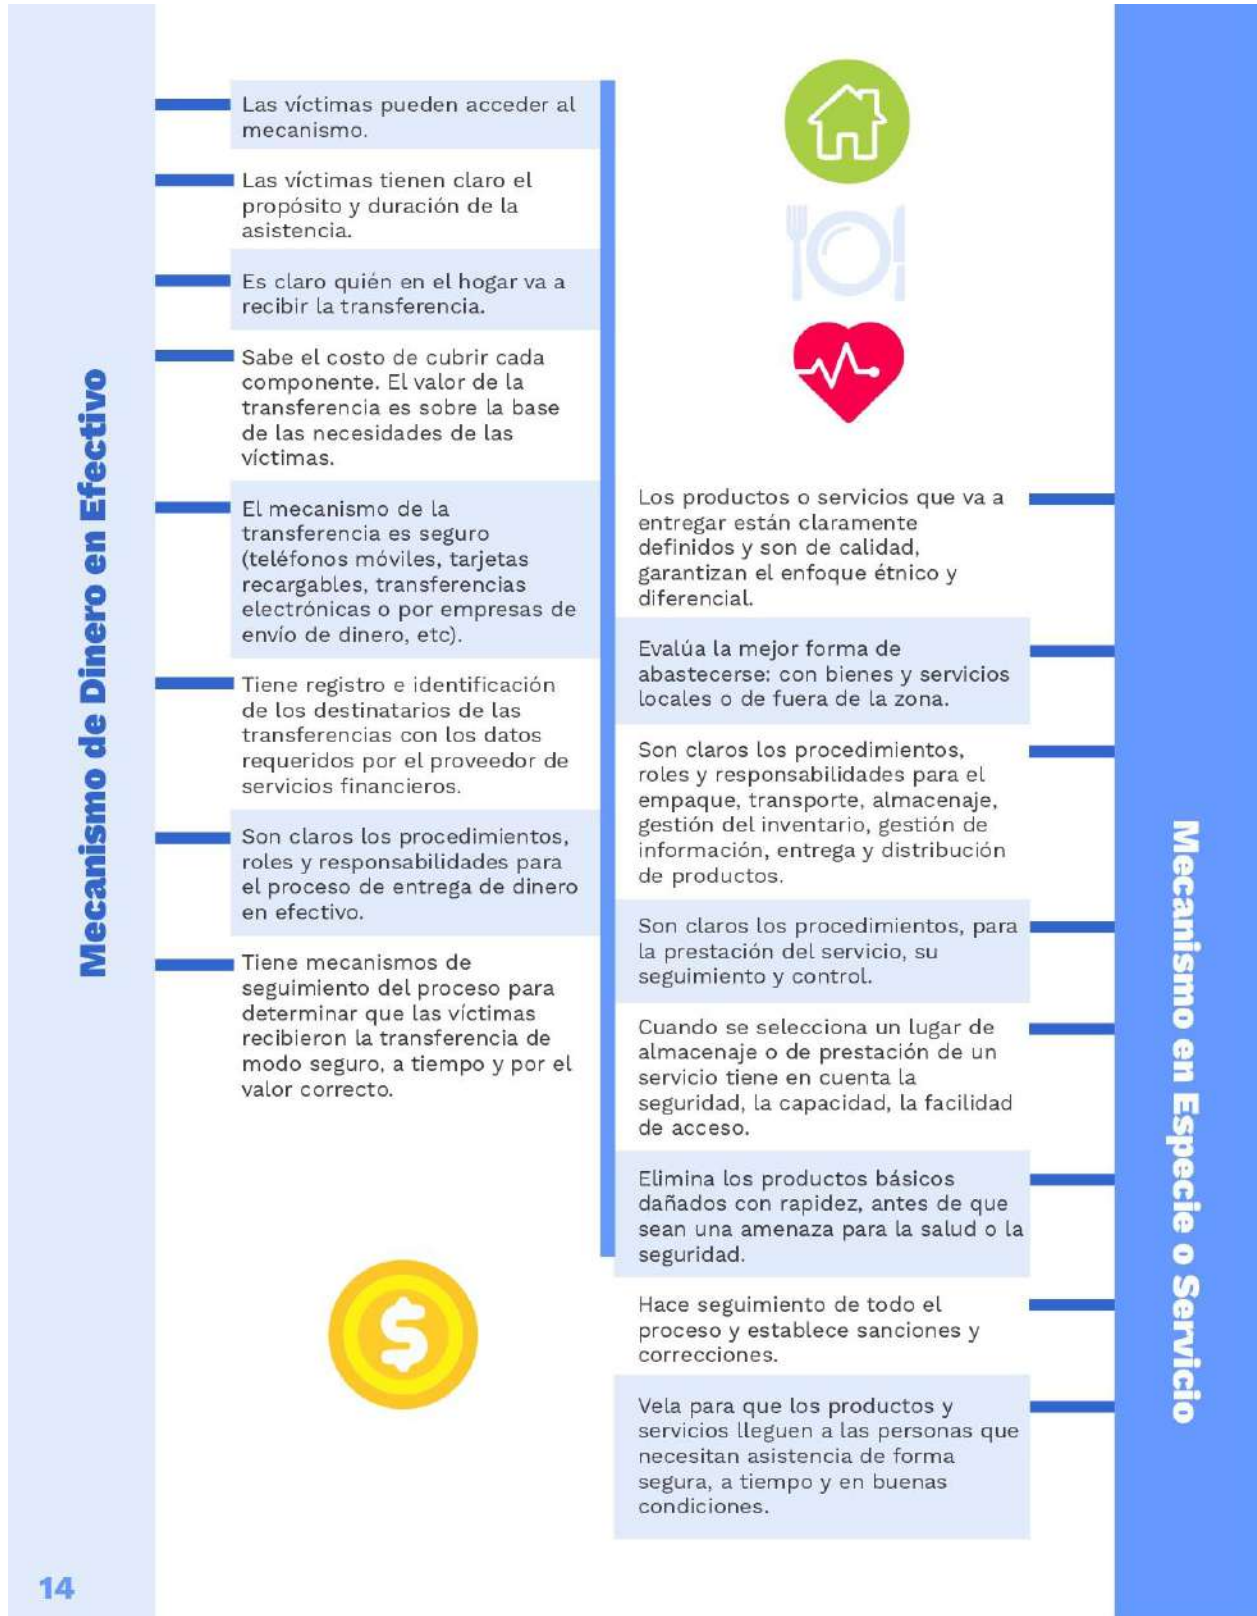 Mecanismo de Dinero en Efectivo
Las víctimas pueden acceder al
mecanismo.
Las víctimas tienen claro el
propósito y duración de la
asistencia.
Es claro quién en el hogar va a
recibir la transferencia.
Sabe el costo de cubrir cada
componente. El valor de la
transferencia es sobre la base
de las necesidades de las
víctimas.
El mecanismo de la
transferencia es seguro
(teléfonos móviles, tarjetas
recargables, transferencias
electrónicas o por empresas de
envío de dinero, etc).
Tiene registro e identificación
de los destinatarios de las
transferencias con los datos
requeridos por el proveedor de
servicios financieros.
Son claros los procedimientos,
roles y responsabilidades para
el proceso de entrega de dinero
en efectivo.
Tiene mecanismos de
seguimiento del proceso para
determinar que las víctimas
recibieron la transferencia de
modo seguro, a tiempo y por el
valor correcto.
$
Mecanismo en Especie o Servicio
Los productos o servicios que va a
entregar están claramente
definidos y son de calidad,
garantizan el enfoque étnico y
diferencial.
Evalúa la mejor forma de
abastecerse: con bienes y servicios
locales o de fuera de la zona.
Son claros los procedimientos,
roles y responsabilidades para el
empaque, transporte, almacenaje,
gestión del inventario, gestión de
información, entrega y distribución
de productos.
Son claros los procedimientos, para
la prestación del servicio, su
seguimiento y control.
Cuando se selecciona un lugar de
almacenaje o de prestación de un
servicio tiene en cuenta la
seguridad, la capacidad, la facilidad
de acceso.
Elimina los productos básicos
dañados con rapidez, antes de que
sean una amenaza para la salud o la
seguridad.
Hace seguimiento de todo el
proceso y establece sanciones y
correcciones.
Vela para que los productos y
servicios lleguen a las personas que
necesitan asistencia de forma
segura, a tiempo y en buenas
condiciones.
14